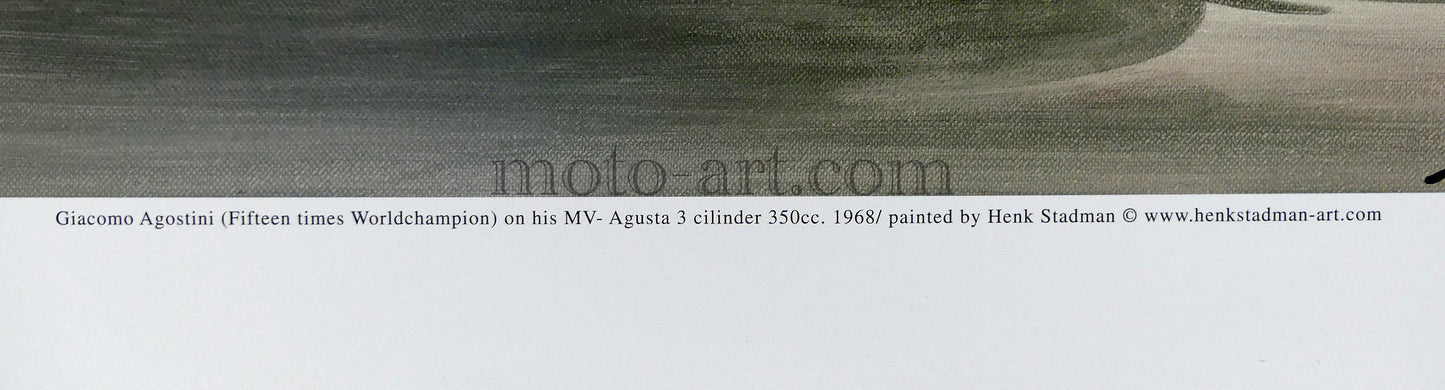 moto-art.com
Giacomo Agostini (Fifteen times Worldchampion) on his MV- Agusta 3 cilinder 350cc. 1968/ painted by Henk Stadman © www.henkstadman-art.com